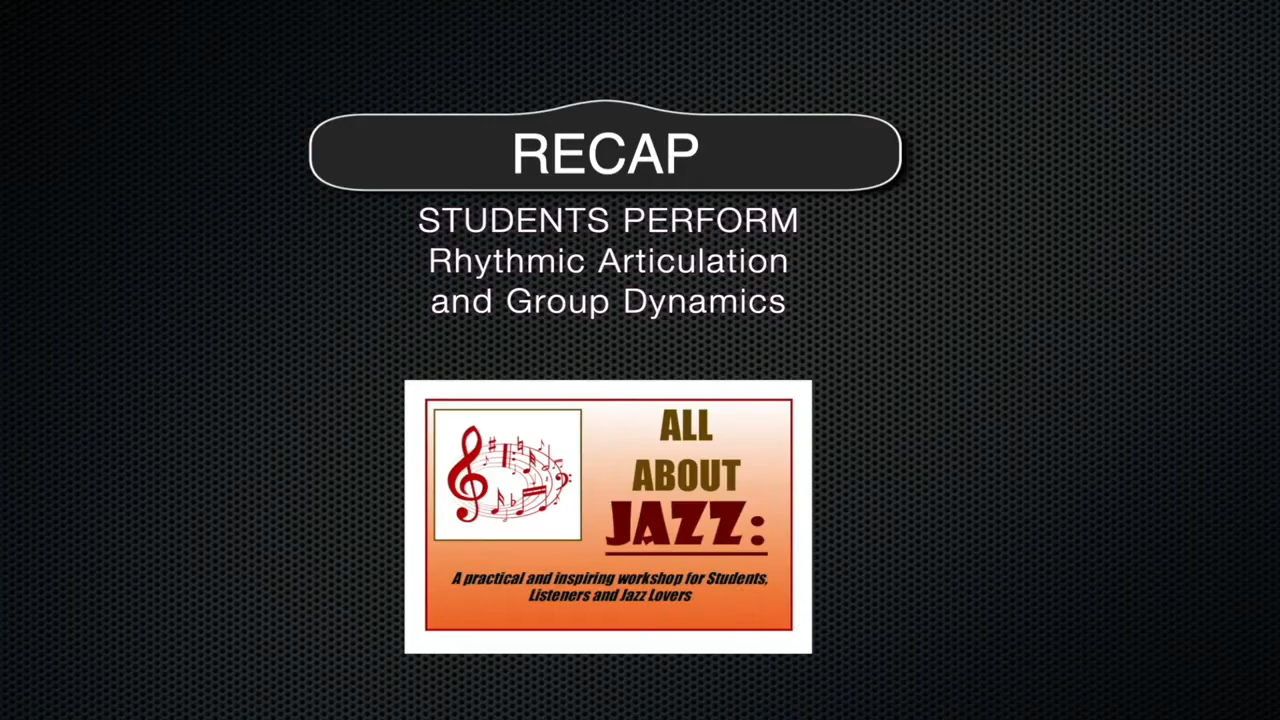 RECAP
STUDENTS PERFORM
Rhythmic Articulation
and Group Dynamics
ALL
ABOUT
JAZZ:
A practical and inspiring workshop for Students,
Listeners and Jazz Lovers